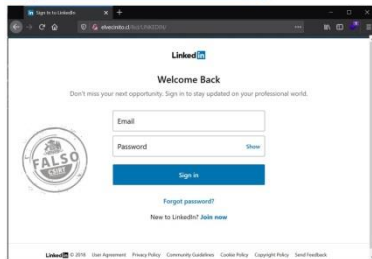 Sign In to LinkedIn
LinkedIn
Welcome Back
Don't miss your next opportunity. Sign in to stay updated on your professional world.
Email
Password Show
FALSO
CSIRT
Sign in
Forgot password?
New to LinkedIn? Join now
LinkedIn © 2018 User Agreement Privacy Policy Community Guidelines Cookie Policy Copyright Policy Send Feedback